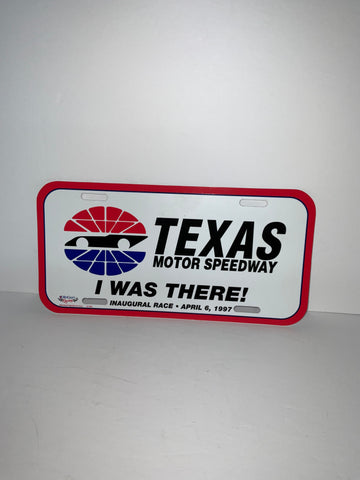 TEXAS
MOTOR SPEEDWAY
I WAS THERE!
INAUGURAL RACE • APRIL 6, 1997